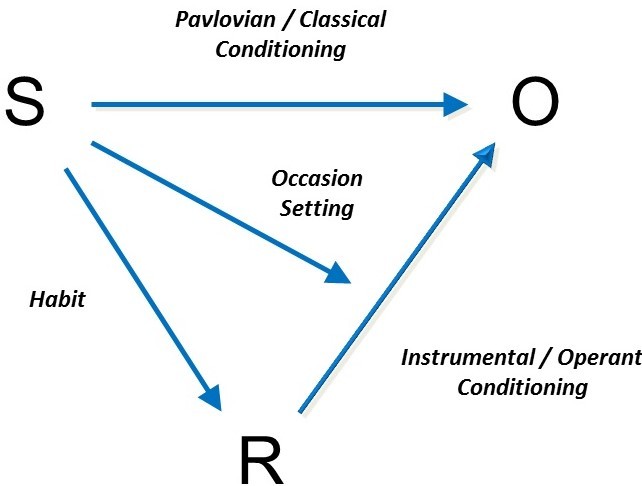 Pavlovian / Classical
Conditioning
S
O
Occasion
Setting
Habit
Instrumental / Operant
Conditioning
R